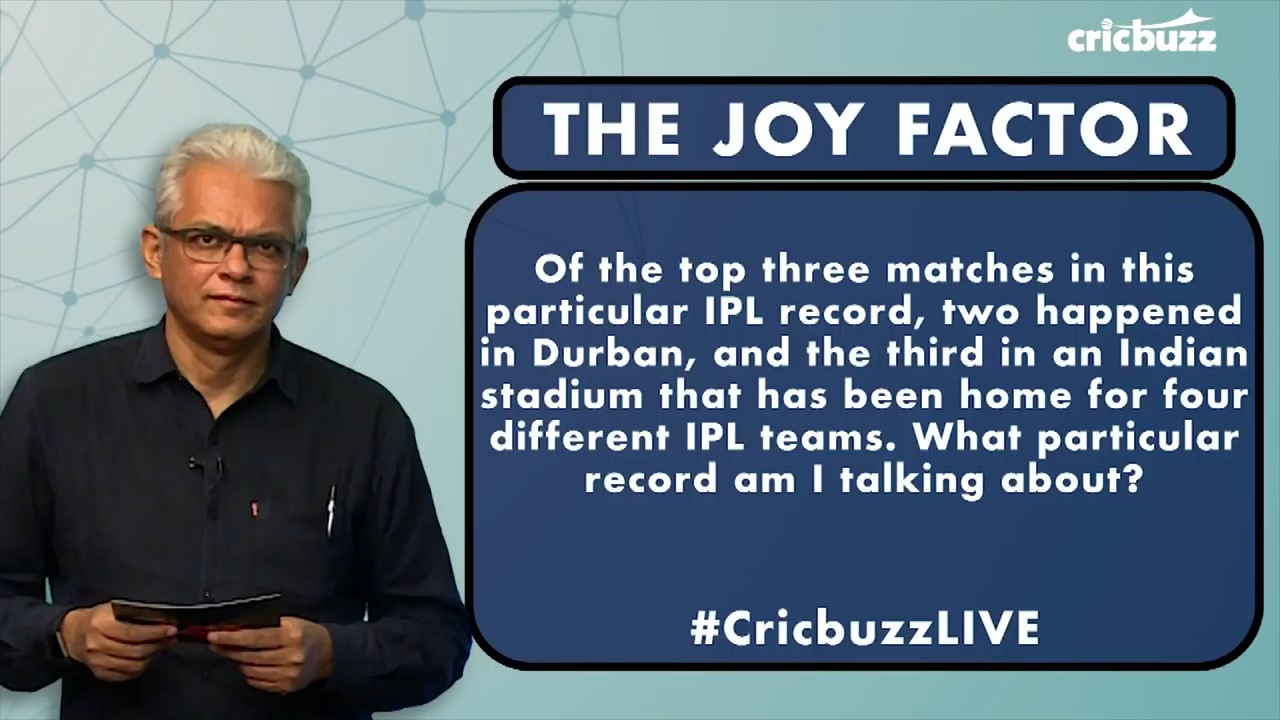 cricbuzz
THE JOY FACTOR
Of the top three matches in this
particular IPL record, two happened
in Durban, and the third in an Indian
stadium that has been home for four
different IPL teams. What particular
record am I talking about?
#CricbuzzLIVE